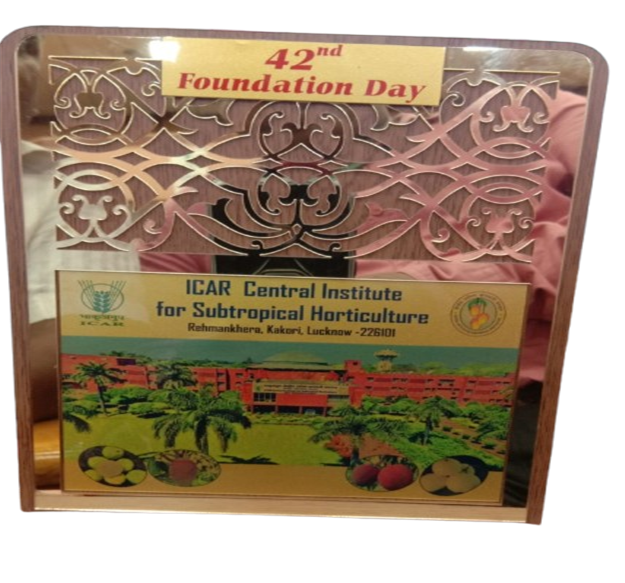 42nd
Foundation Day
ICAR Central Institute
for Subtropical Horticulture
Rehmankhera, Kakori, Lucknow -226101
ICAR